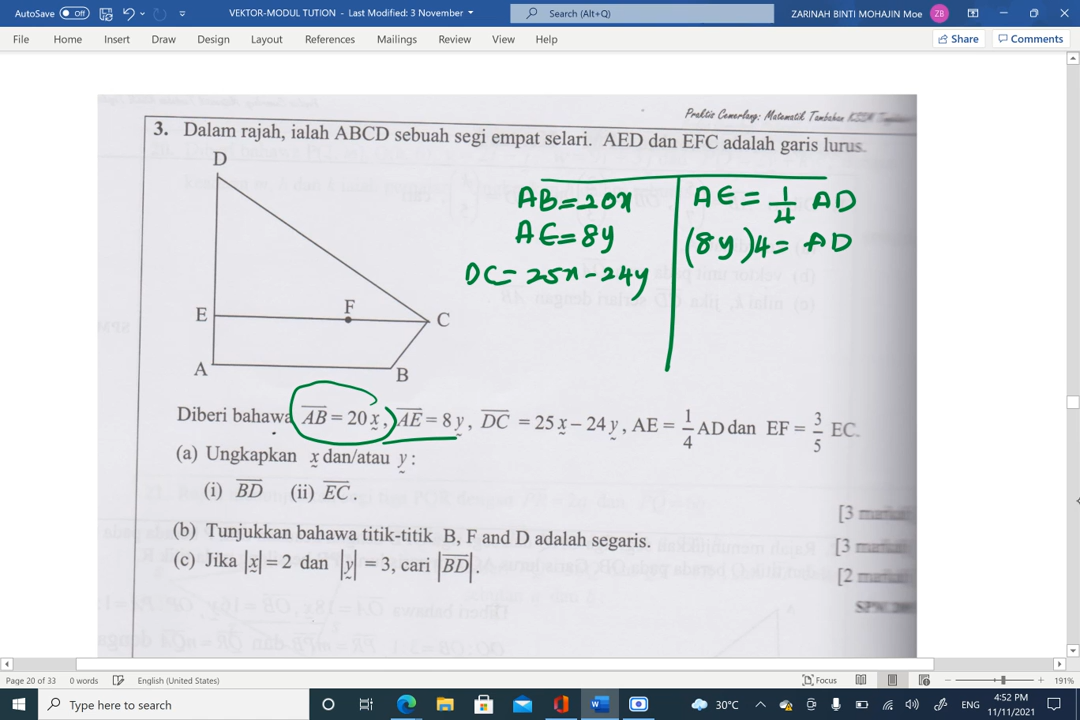 AutoSave Off VEKTOR-MODUL TUTION - Last Modified: 3 November Search (Alt+Q) ZARINAH BINTI MOHAJIN Moe ZB
File Home Insert Draw Design Layout References Mailings Review View Help Share Comments
Praktis Cemerlang: Matematik Tambahan KSSM
3. Dalam rajah, ialah ABCD sebuah segi empat selari. AED dan EFC adalah garis lurus.
D
AB=20x
AE=8y
DC=25x-24y
AE=1/4 AD
(8y)4=AD
E F C
A B
Diberi bahawa AB = 20x, AE = 8y, DC = 25x – 24y, AE = 1/4 AD dan EF = 3/5 EC.
(a) Ungkapkan x dan/atau y :
(i) BD (ii) EC.
[3 markah
(b) Tunjukkan bahawa titik-titik B, F and D adalah segaris.
[3 markah
(c) Jika |x| = 2 dan |y| = 3, cari |BD|.
[2 markah
Page 20 of 33 0 words English (United States) Focus 191%
Type here to search 30°C ENG 4:52 PM
11/11/2021